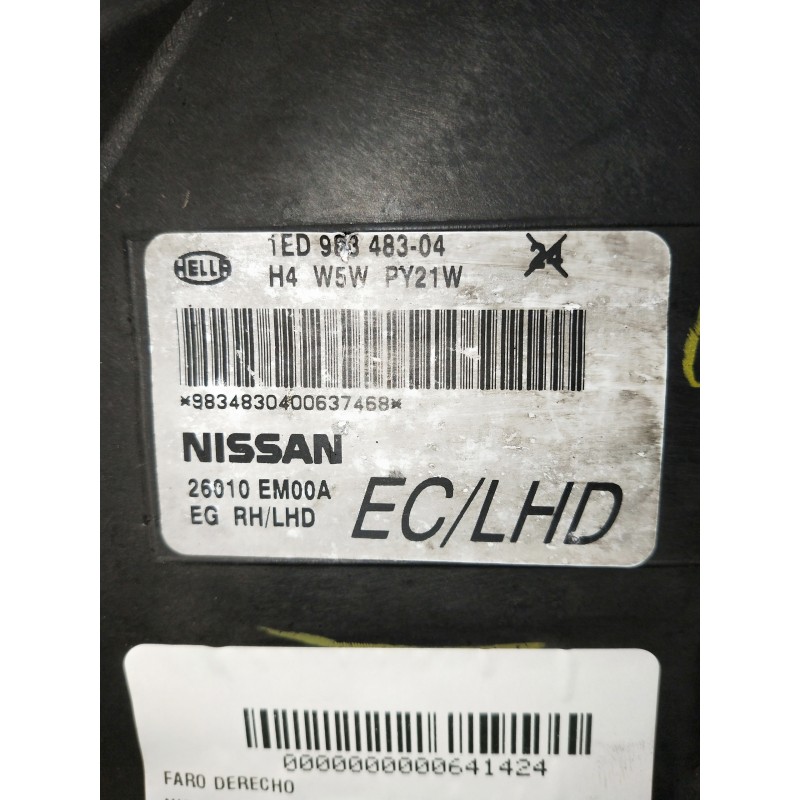 1ED 963 483-04
24
HELLA
H4 W5W PY21W
*9834830400637468*
NISSAN
26010 EM00A
EG RH/LHD
EC/LHD
0000000000641424
FARO DERECHO